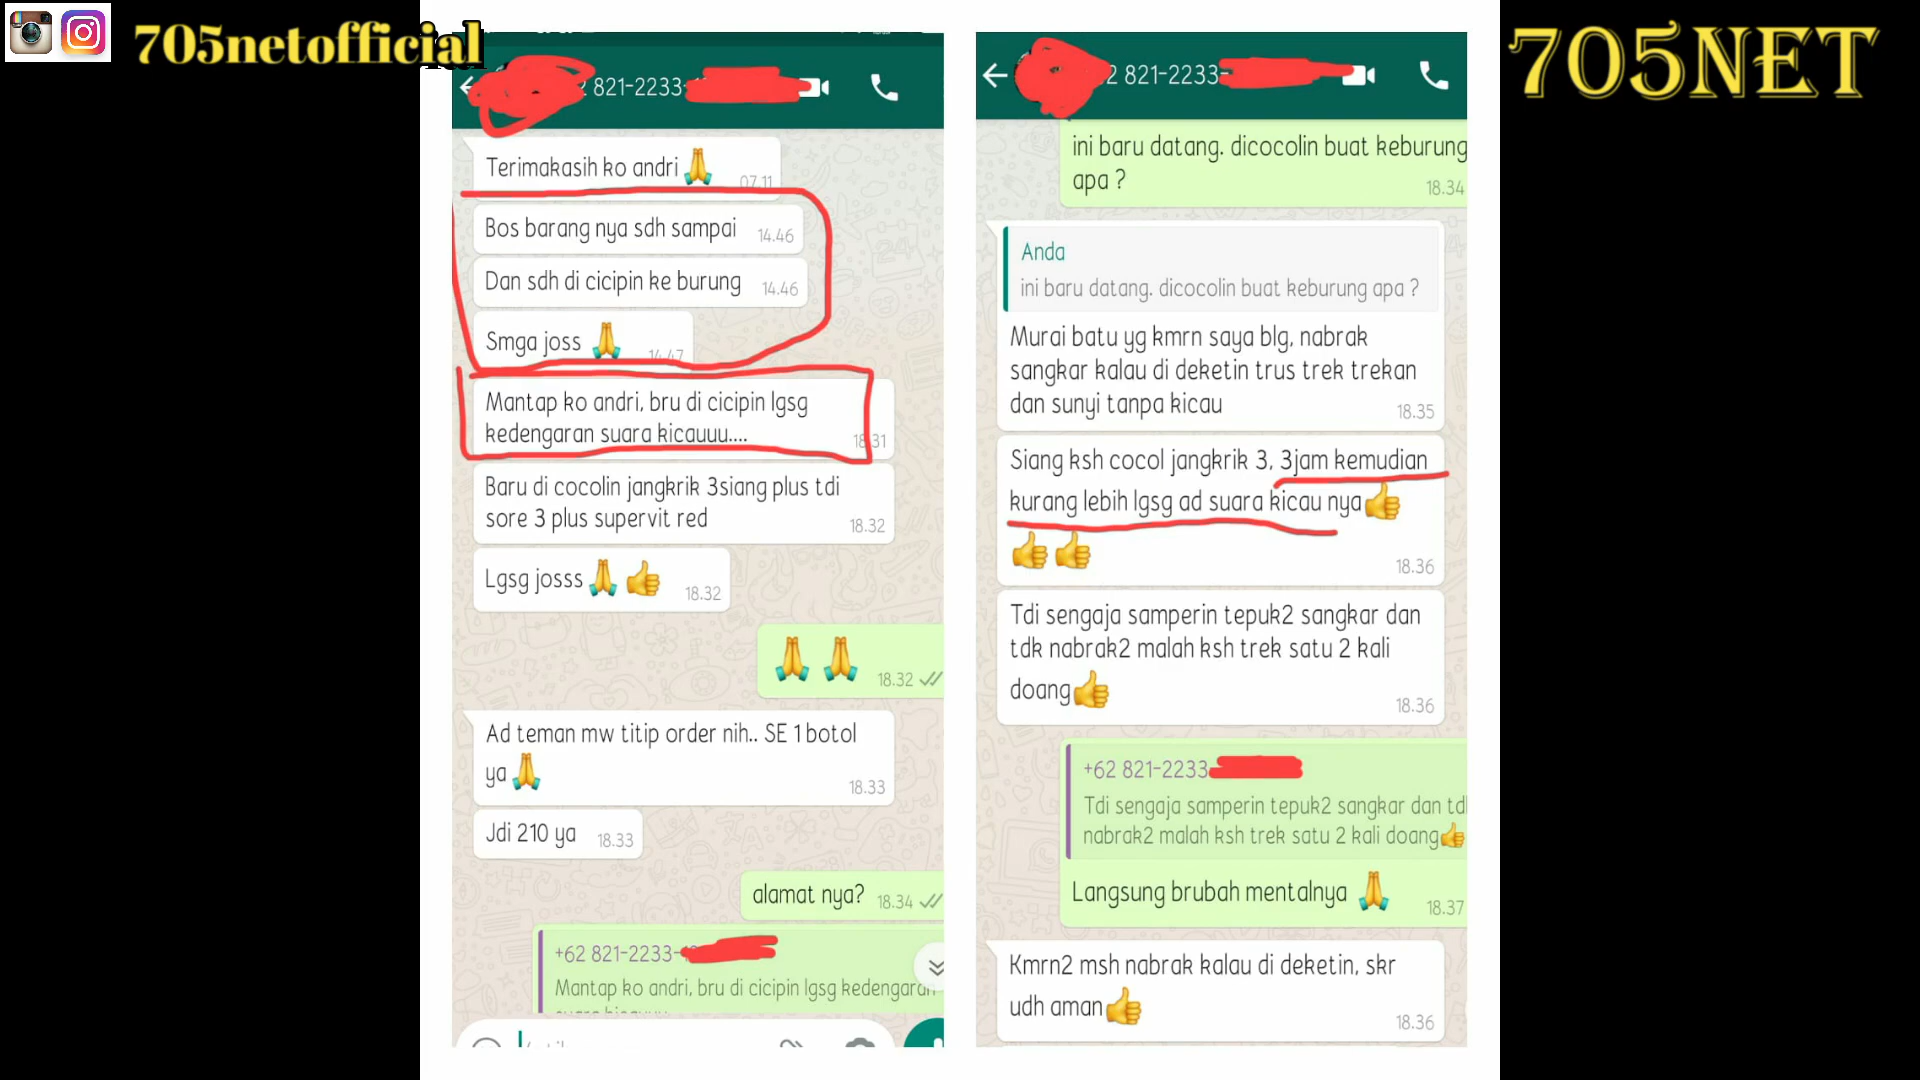 705netofficial
705NET
2 821-2233-
Terimakasih ko andri🙏
07.11
Bos barang nya sdh sampai 14.46
Dan sdh di cicipin ke burung 14.46
Smga joss 🙏
14.47
Mantap ko andri, bru di cicipin lgsg
kedengaran suara kicauuu.... 18.31
Baru di cocolin jangkrik 3siang plus tdi
sore 3 plus supervit red 18.32
Lgsg josss🙏👍 18.32
🙏🙏 18.32
Ad teman mw titip order nih.. SE 1 botol
ya🙏 18.33
Jdi 210 ya 18.33
alamat nya? 18.34
+62 821-2233-
Mantap ko andri, bru di cicipin lgsg kedengaran
2 821-2233-
ini baru datang. dicocolin buat keburung
apa ?
18.34
Anda
ini baru datang. dicocolin buat keburung apa ?
Murai batu yg kmrn saya blg, nabrak
sangkar kalau di deketin trus trek trekan
dan sunyi tanpa kicau 18.35
Siang ksh cocol jangkrik 3, 3jam kemudian
kurang lebih lgsg ad suara kicau nya👍
👍👍 18.36
Tdi sengaja samperin tepuk2 sangkar dan
tdk nabrak2 malah ksh trek satu 2 kali
doang👍 18.36
+62 821-2233-
Tdi sengaja samperin tepuk2 sangkar dan td
nabrak2 malah ksh trek satu 2 kali doang👍
Langsung brubah mentalnya 🙏 18.37
Kmrn2 msh nabrak kalau di deketin, skr
udh aman👍 18.36